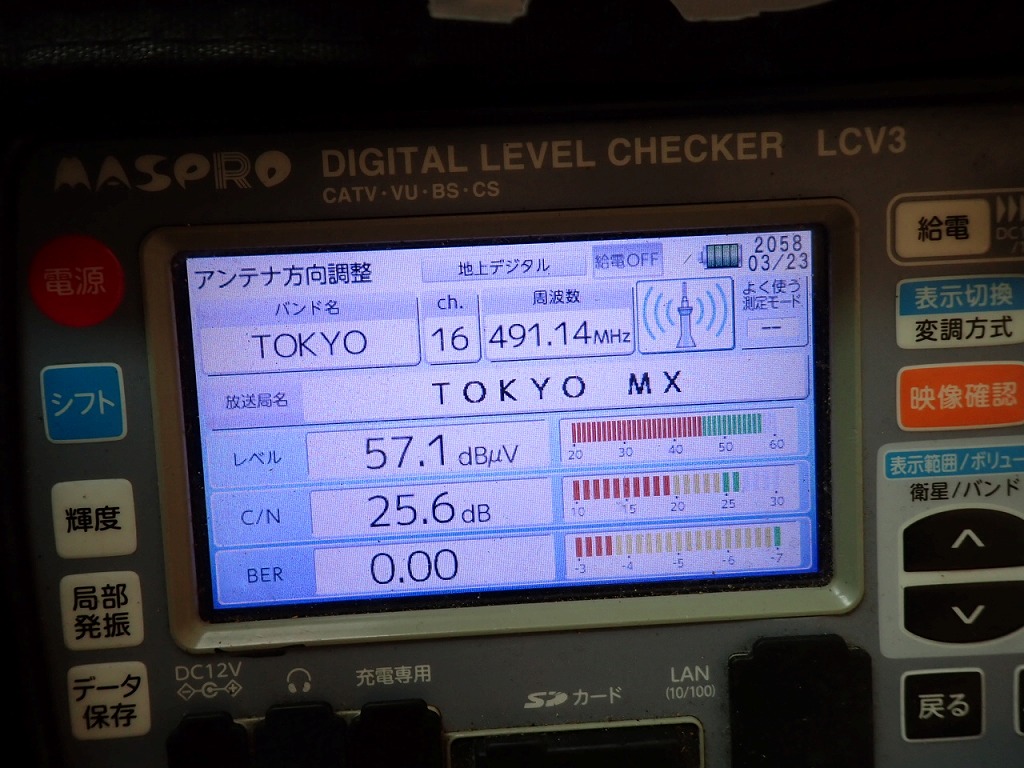 MASPRO DIGITAL LEVEL CHECKER LCV3
CATV・VU・BS・CS
電源
シフト
輝度
局部
発振
データ
保存
アンテナ方向調整
地上デジタル
給電OFF
2058
03/23
バンド名
TOKYO
ch.
16
周波数
491.14MHz
よく使う
測定モード
--
放送局名
TOKYO MX
レベル
57.1 dBμV
20 30 40 50 60
C/N
25.6 dB
10 15 20 25 30
BER
0.00
-3 -4 -5 -6 -7
給電
表示切換
変調方式
映像確認
表示範囲/ボリュー
衛星/バンド
戻る
DC12V
充電専用
SDカード
LAN
(10/100)